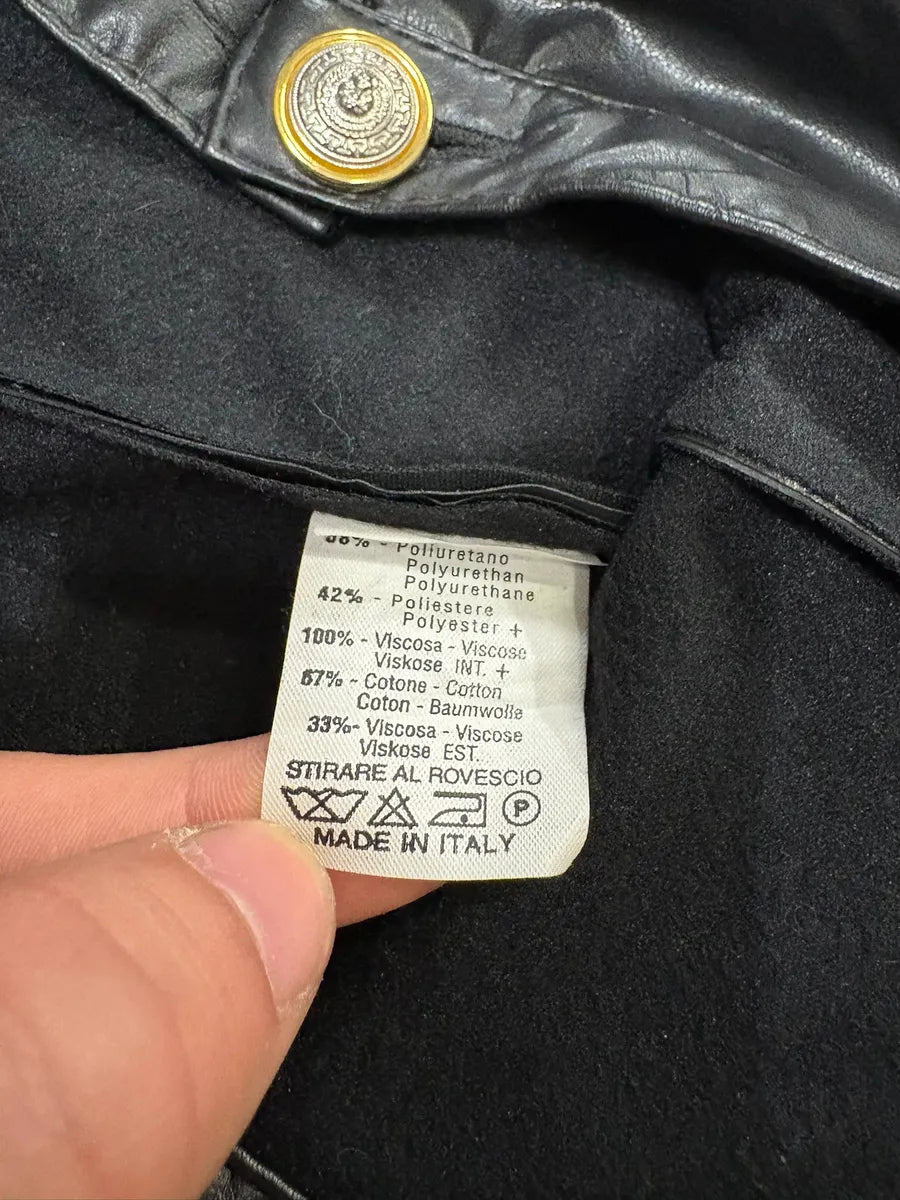 - Poliuretano
Polyurethan
Polyurethane
42% - Poliestere
Polyester +
100% - Viscosa - Viscose
Viskose INT. +
67% - Cotone - Cotton
Coton - Baumwolle
33%- Viscosa - Viscose
Viskose EST.
STIRARE AL ROVESCIO
P
MADE IN ITALY